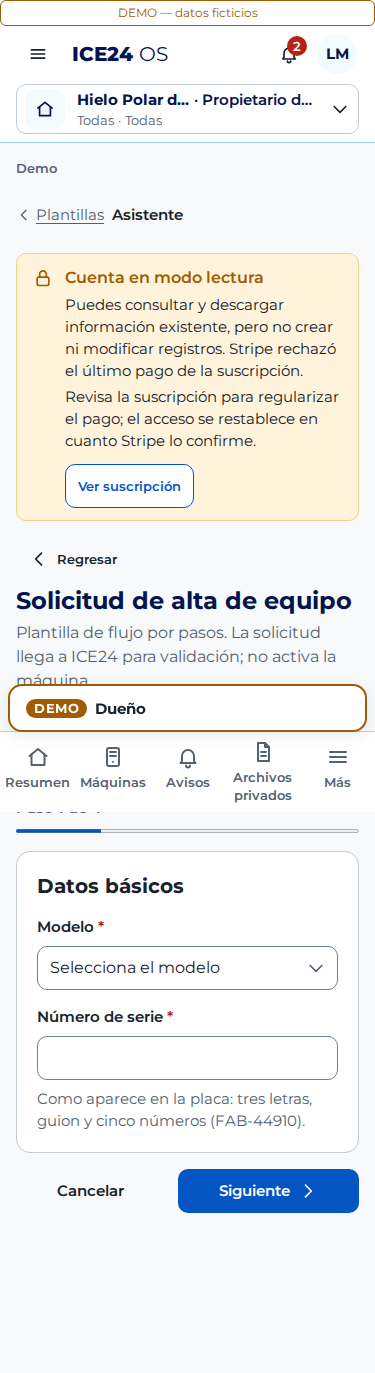 DEMO — datos ficticios
ICE24 OS
2
LM
Hielo Polar d... · Propietario d...
Todas · Todas
Demo
Plantillas Asistente
Cuenta en modo lectura
Puedes consultar y descargar
información existente, pero no crear
ni modificar registros. Stripe rechazó
el último pago de la suscripción.
Revisa la suscripción para regularizar
el pago; el acceso se restablece en
cuanto Stripe lo confirme.
Ver suscripción
Regresar
Solicitud de alta de equipo
Plantilla de flujo por pasos. La solicitud
llega a ICE24 para validación; no activa la
máquina
DEMO Dueño
Resumen
Máquinas
Avisos
Archivos
privados
Más
Datos básicos
Modelo *
Selecciona el modelo
Número de serie *
Como aparece en la placa: tres letras,
guion y cinco números (FAB-44910).
Cancelar
Siguiente